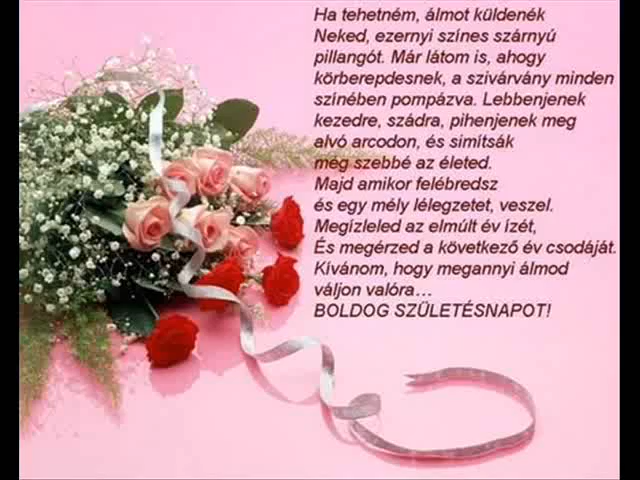 Ha tehetném, álmot küldenék
Neked, ezernyi színes szárnyú
pillangót. Már látom is, ahogy
körberepdesnek, a szivárvány minden
színében pompázva. Lebbenjenek
kezedre, szádra, pihenjenek meg
alvó arcodon, és simítsák
még szebbé az életed.
Majd amikor felébredsz
és egy mély lélegzetet, veszel.
Megízleled az elmúlt év ízét,
És megérzed a következő év csodáját.
Kívánom, hogy megannyi álmod
váljon valóra...
BOLDOG SZÜLETÉSNAPOT!